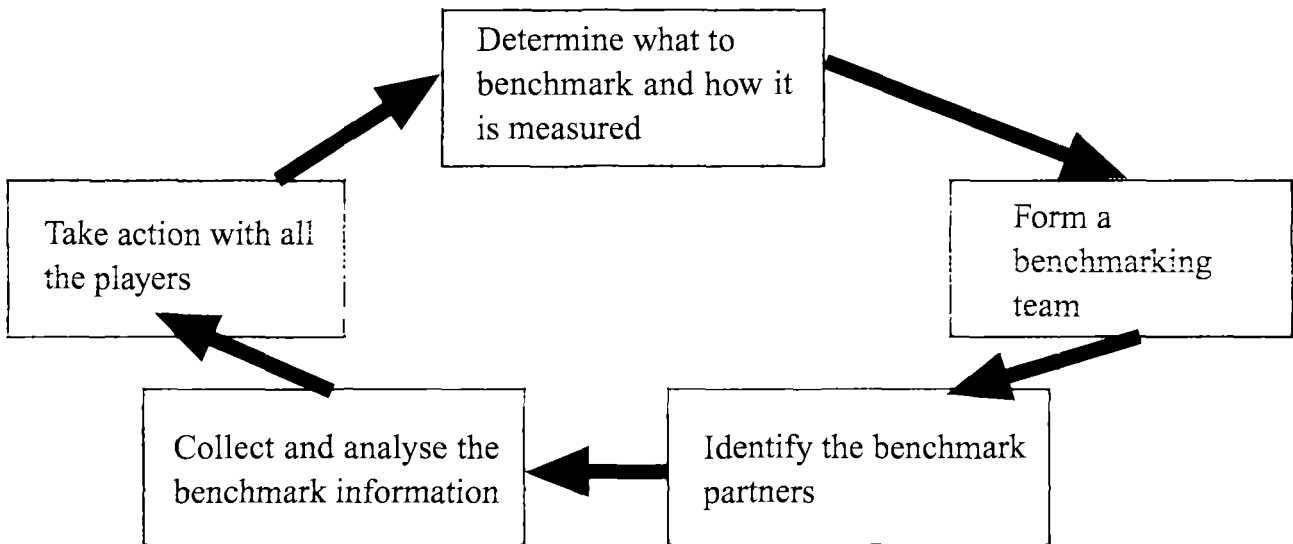 Determine what to
benchmark and how it
is measured
Form a
benchmarking
team
Identify the benchmark
partners
Collect and analyse the
benchmark information
Take action with all
the players